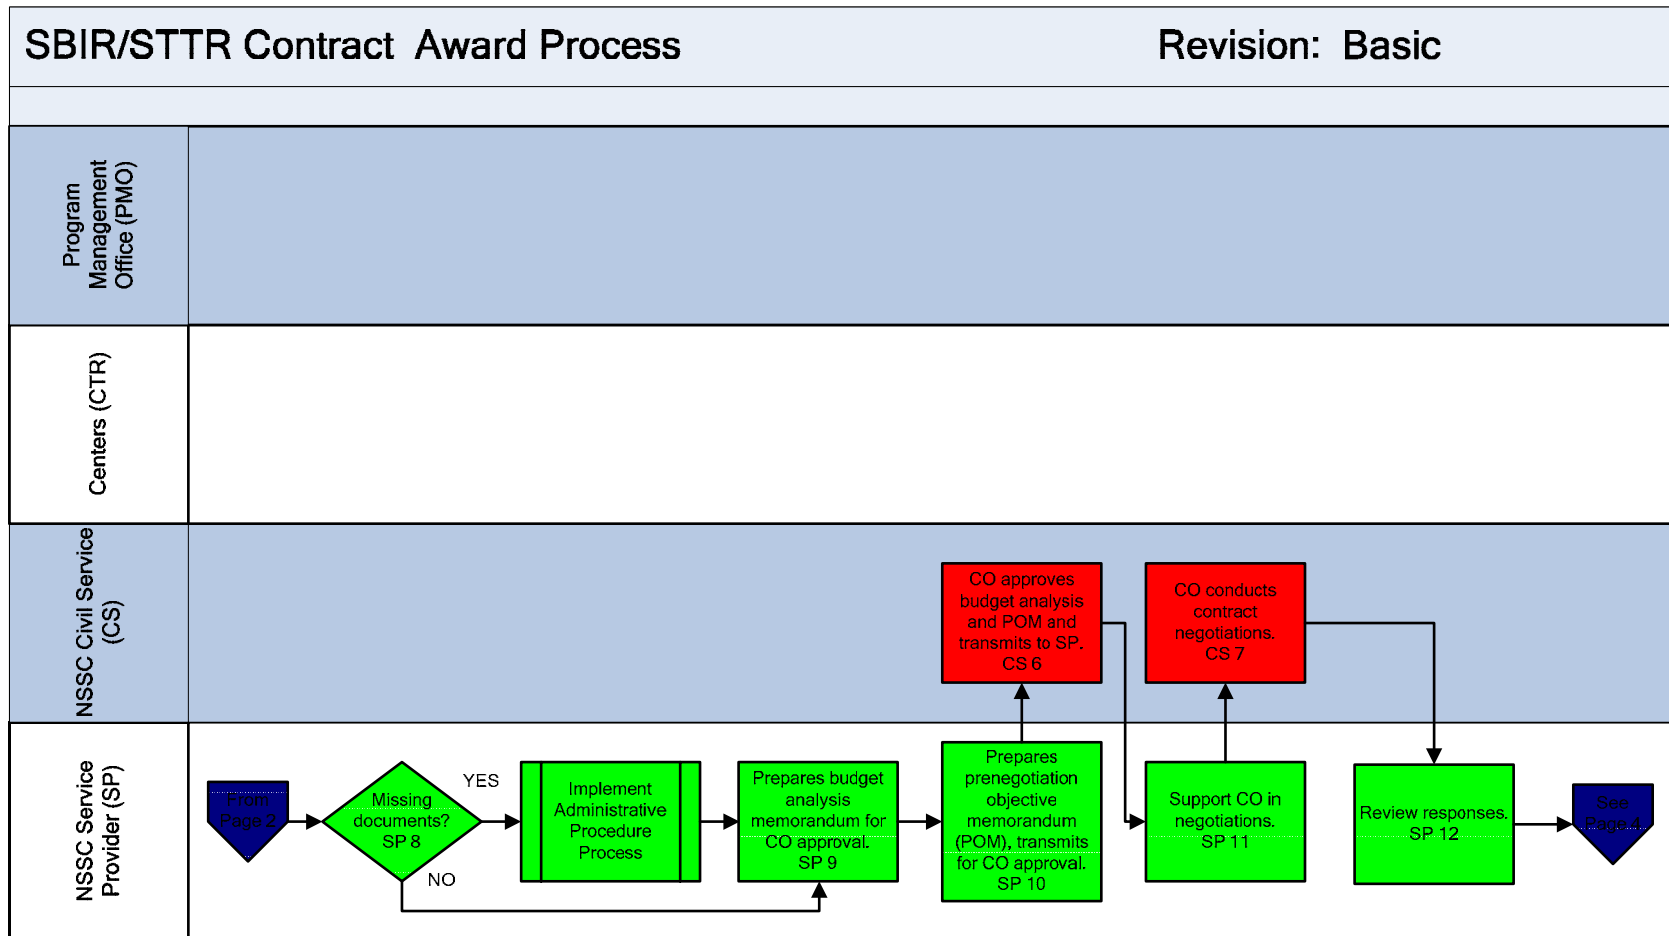 SBIR/STTR Contract Award Process
Revision: Basic
Program
Management
Office (PMO)
Centers (CTR)
NSSC Civil Service
(CS)
CO approves
budget analysis
and POM and
transmits to SP.
CS 6
CO conducts
contract
negotiations.
CS 7
NSSC Service
Provider (SP)
From
Page 2
Missing
documents?
SP 8
YES
NO
Implement
Administrative
Procedure
Process
Prepares budget
analysis
memorandum for
CO approval.
SP 9
Prepares
prenegotiation
objective
memorandum
(POM), transmits
for CO approval.
SP 10
Support CO in
negotiations.
SP 11
Review responses.
SP 12
See
Page 4